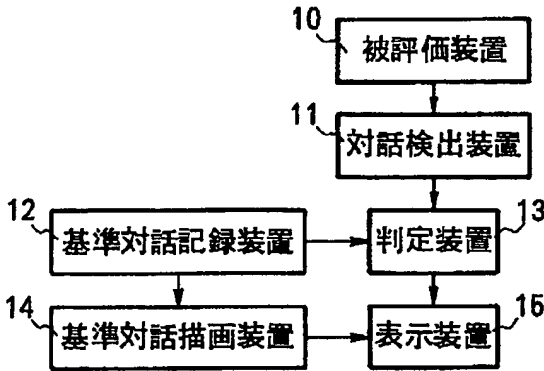 10 被評価装置
11 対話検出装置
12 基準対話記録装置
13 判定装置
14 基準対話描画装置
15 表示装置